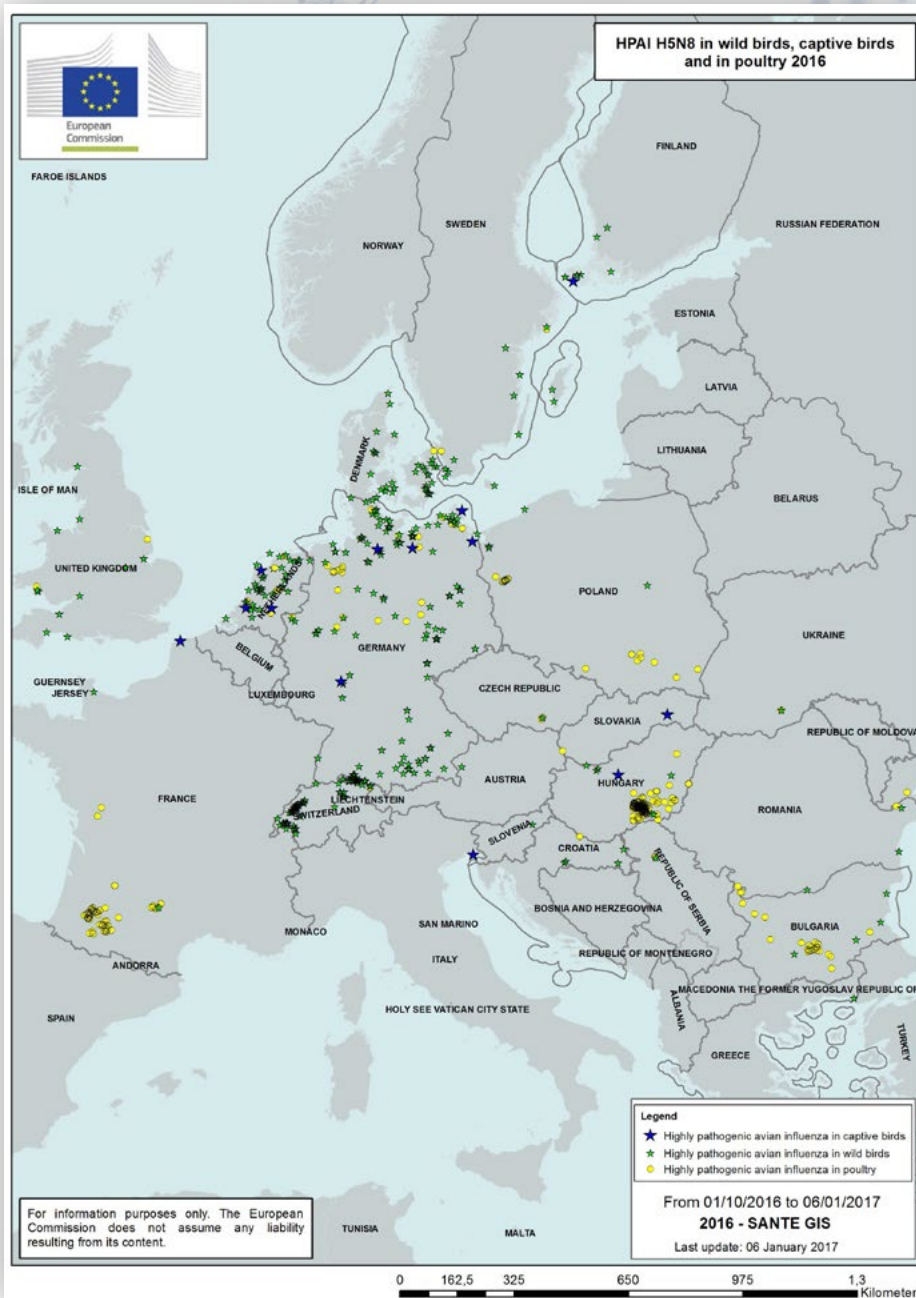 HPAI H5N8 in wild birds, captive birds
and in poultry 2016
European
Commission
FAROE ISLANDS
FINLAND
SWEDEN
NORWAY
RUSSIAN FEDERATION
ESTONIA
LATVIA
LITHUANIA
DENMARK
BELARUS
ISLE OF MAN
UNITED KINGDOM
NETHERLANDS
POLAND
GERMANY
UKRAINE
BELGIUM
GUERNSEY
JERSEY
LUXEMBOURG
CZECH REPUBLIC
SLOVAKIA
REPUBLIC OF MOLDOVA
AUSTRIA
HUNGARY
FRANCE
LIECHTENSTEIN
SWITZERLAND
ROMANIA
SLOVENIA
CROATIA
REPUBLIC OF SERBIA
BOSNIA AND HERZEGOVINA
BULGARIA
SAN MARINO
MONACO
ITALY
REPUBLIC OF MONTENEGRO
ANDORRA
MACEDONIA THE FORMER YUGOSLAV REPUBLIC OF
ALBANIA
HOLY SEE VATICAN CITY STATE
SPAIN
GREECE
TURKEY
Legend
Highly pathogenic avian influenza in captive birds
Highly pathogenic avian influenza in wild birds
Highly pathogenic avian influenza in poultry
From 01/10/2016 to 06/01/2017
2016 - SANTE GIS
Last update: 06 January 2017
For information purposes only. The European
Commission does not assume any liability
resulting from its content.
TUNISIA
MALTA
0 162,5 325 650 975 1,3
Kilometer